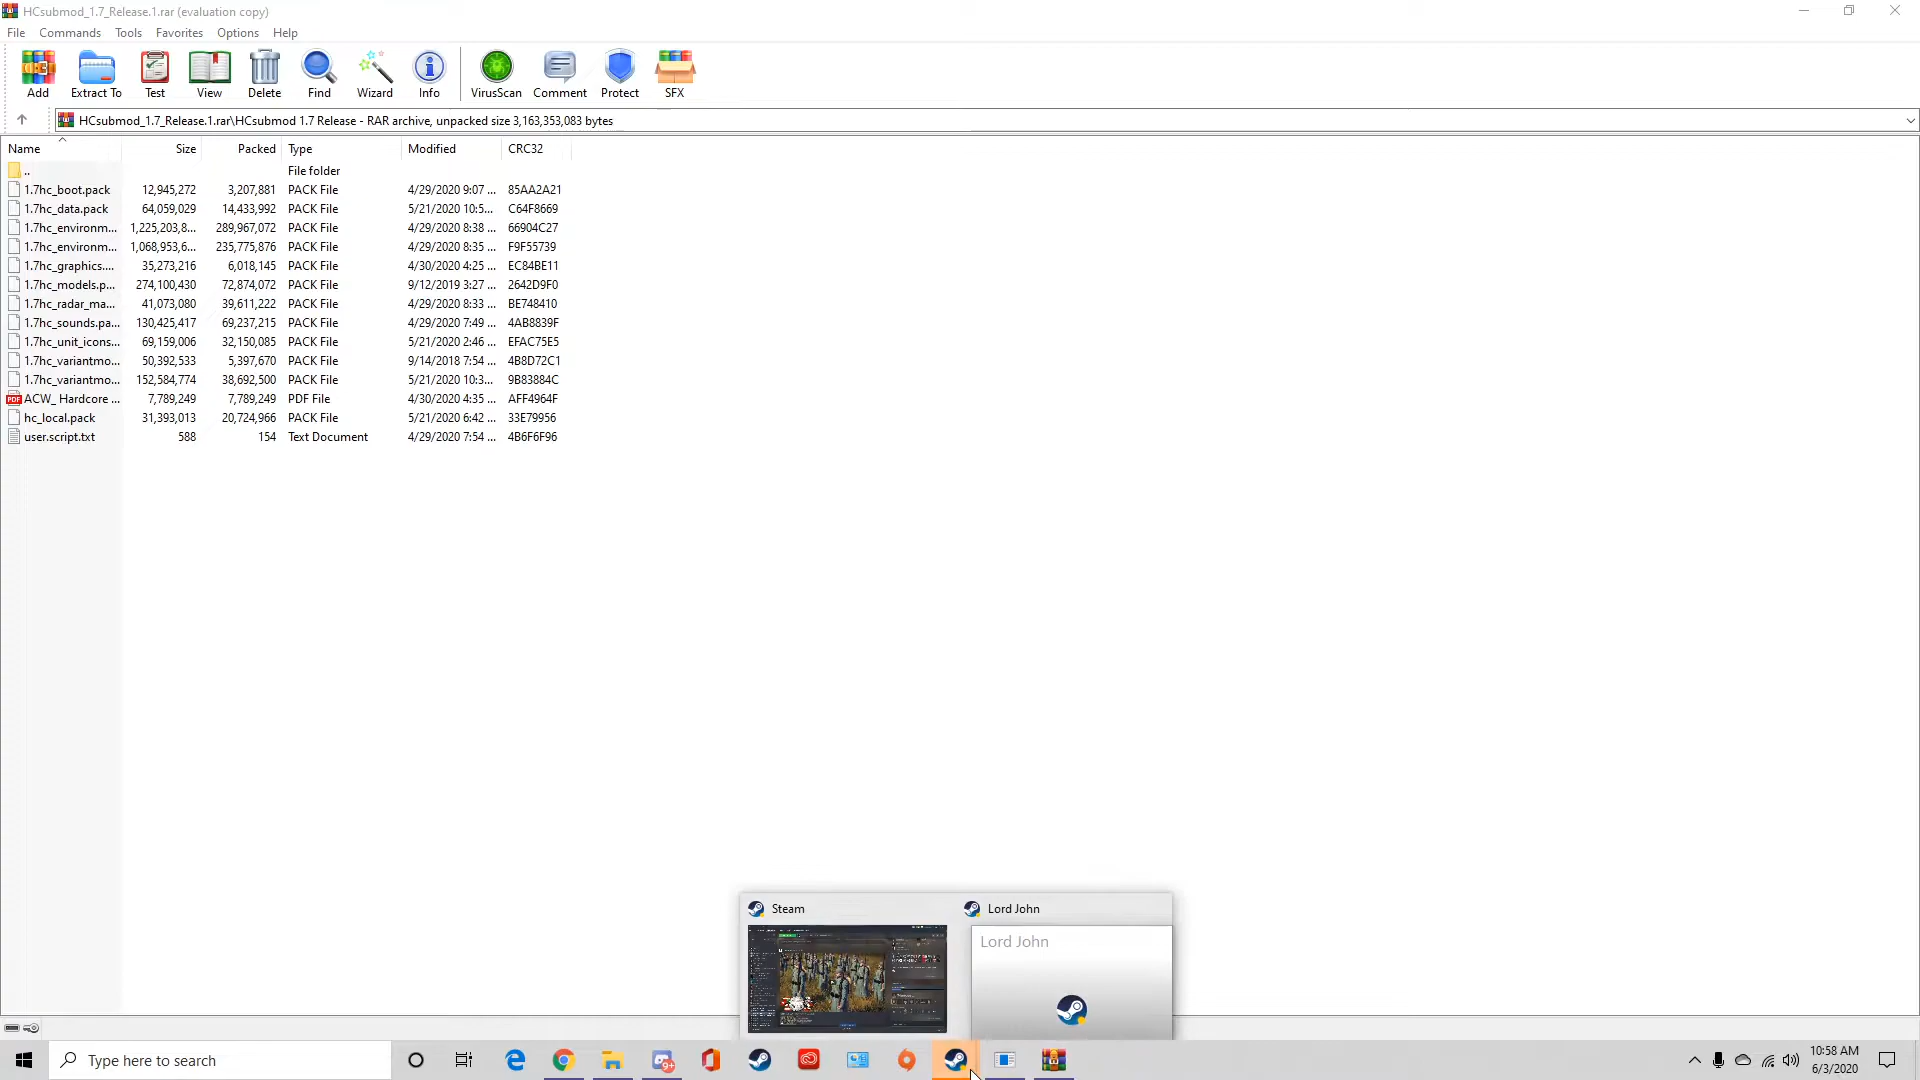 HCsubmod_1.7_Release.1.rar (evaluation copy)
File Commands Tools Favorites Options Help
Add Extract To Test View Delete Find Wizard Info VirusScan Comment Protect SFX
HCsubmod_1.7_Release.1.rar\HCsubmod 1.7 Release - RAR archive, unpacked size 3,163,353,083 bytes
Name Size Packed Type Modified CRC32
.. File folder
1.7hc_boot.pack 12,945,272 3,207,881 PACK File 4/29/2020 9:07 ... 85AA2A21
1.7hc_data.pack 64,059,029 14,433,992 PACK File 5/21/2020 10:5... C64F8669
1.7hc_environm... 1,225,203,8... 289,967,072 PACK File 4/29/2020 8:38 ... 66904C27
1.7hc_environm... 1,068,953,6... 235,775,876 PACK File 4/29/2020 8:35 ... F9F55739
1.7hc_graphics.... 35,273,216 6,018,145 PACK File 4/30/2020 4:25 ... EC84BE11
1.7hc_models.p... 274,100,430 72,874,072 PACK File 9/12/2019 3:27 ... 2642D9F0
1.7hc_radar_ma... 41,073,080 39,611,222 PACK File 4/29/2020 8:33 ... BE748410
1.7hc_sounds.pa... 130,425,417 69,237,215 PACK File 4/29/2020 7:49 ... 4AB8839F
1.7hc_unit_icons... 69,159,006 32,150,085 PACK File 5/21/2020 2:46 ... EFAC75E5
1.7hc_variantmo... 50,392,533 5,397,670 PACK File 9/14/2018 7:54 ... 4B8D72C1
1.7hc_variantmo... 152,584,774 38,692,500 PACK File 5/21/2020 10:3... 9B83884C
ACW_ Hardcore ... 7,789,249 7,789,249 PDF File 4/30/2020 4:35 ... AFF4964F
hc_local.pack 31,393,013 20,724,966 PACK File 5/21/2020 6:42 ... 33E79956
user.script.txt 588 154 Text Document 4/29/2020 7:54 ... 4B6F6F96
Steam Lord John
Lord John
Type here to search
9+
10:58 AM
6/3/2020